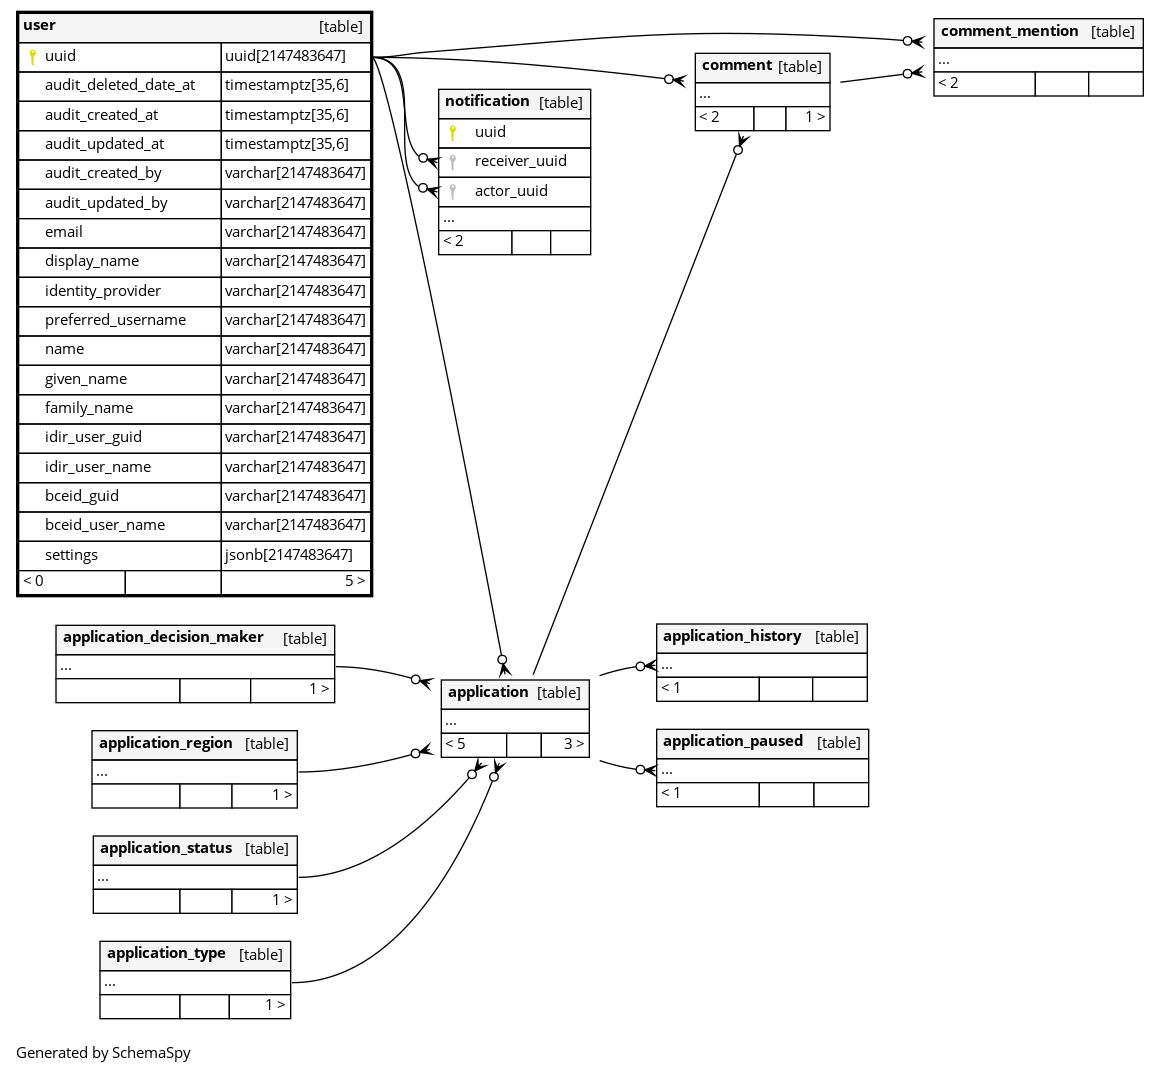 user [table]
uuid uuid[2147483647]
audit_deleted_date_at timestamptz[35,6]
audit_created_at timestamptz[35,6]
audit_updated_at timestamptz[35,6]
audit_created_by varchar[2147483647]
audit_updated_by varchar[2147483647]
email varchar[2147483647]
display_name varchar[2147483647]
identity_provider varchar[2147483647]
preferred_username varchar[2147483647]
name varchar[2147483647]
given_name varchar[2147483647]
family_name varchar[2147483647]
idir_user_guid varchar[2147483647]
idir_user_name varchar[2147483647]
bceid_guid varchar[2147483647]
bceid_user_name varchar[2147483647]
settings jsonb[2147483647]
< 0 5 >
notification [table]
uuid
receiver_uuid
actor_uuid
...
< 2
comment [table]
...
< 2 1 >
comment_mention [table]
...
< 2
application_decision_maker [table]
...
1 >
application_region [table]
...
1 >
application_status [table]
...
1 >
application_type [table]
...
1 >
application [table]
...
< 5 3 >
application_history [table]
...
< 1
application_paused [table]
...
< 1
Generated by SchemaSpy